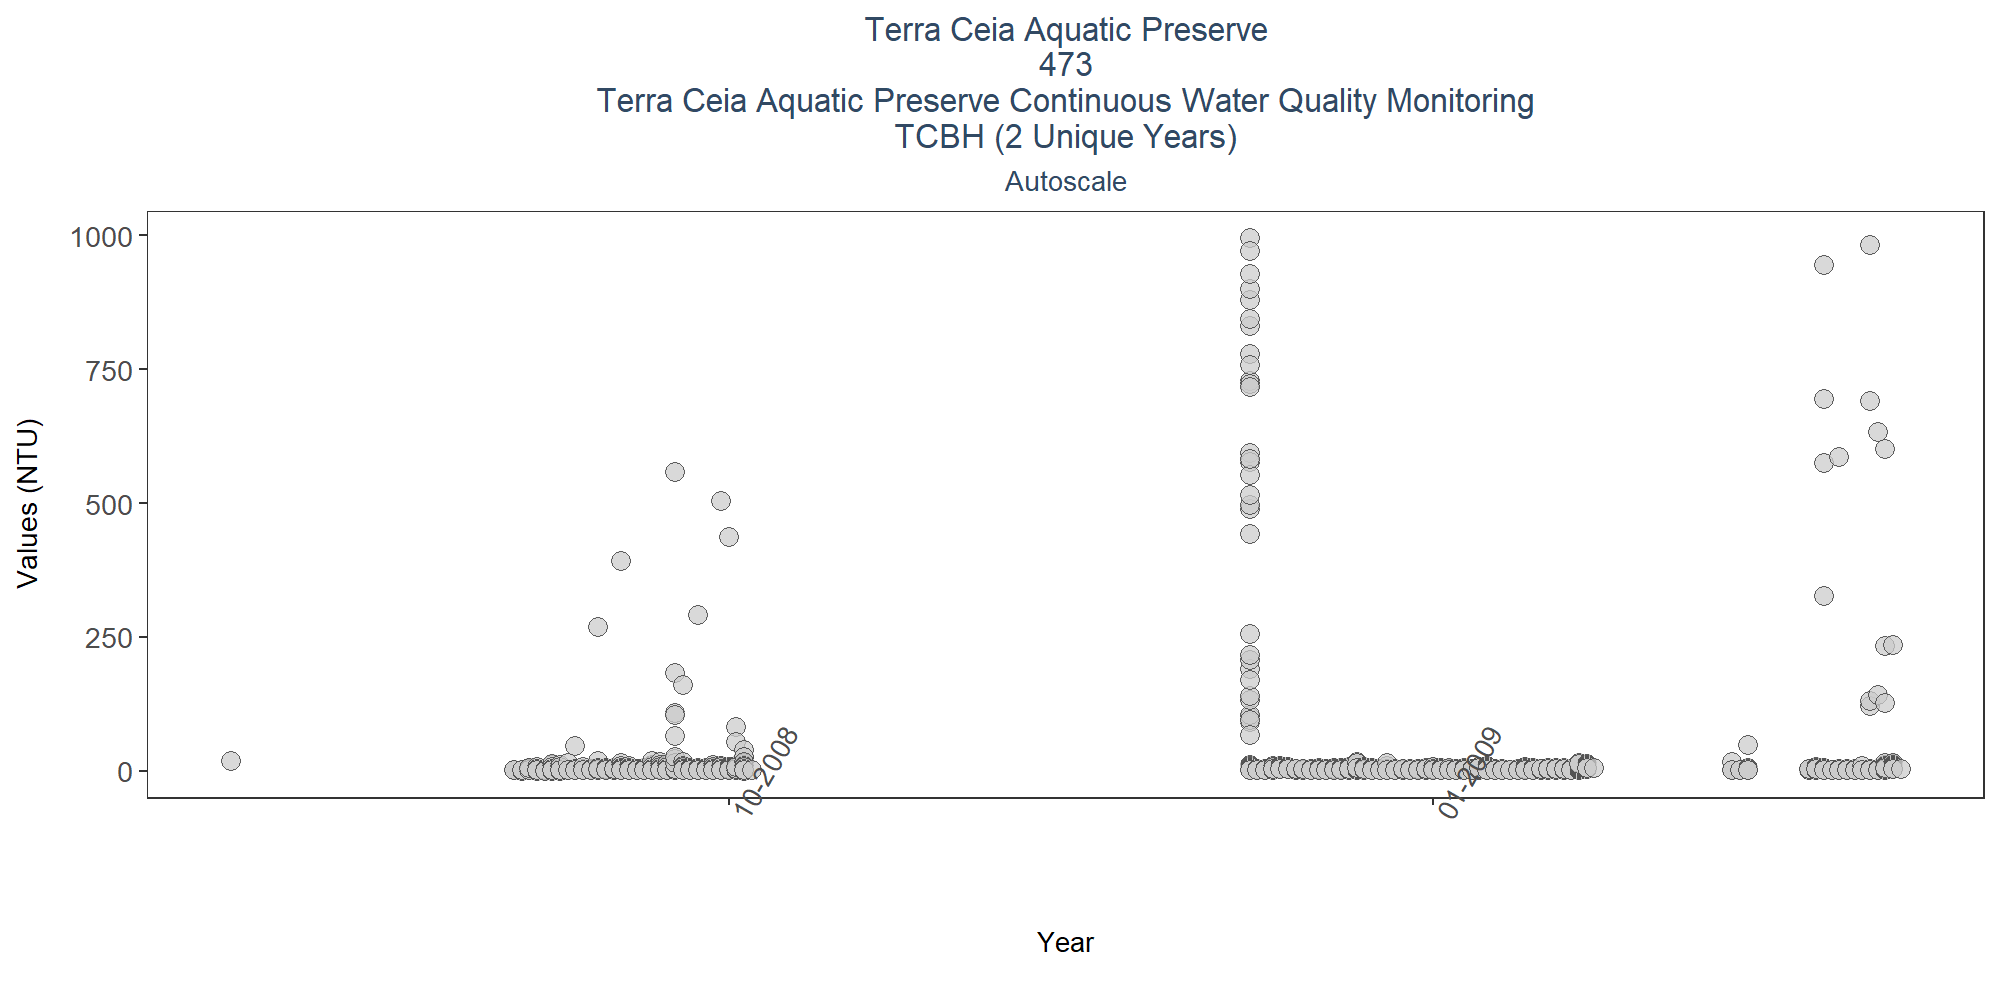 Terra Ceia Aquatic Preserve
473
Terra Ceia Aquatic Preserve Continuous Water Quality Monitoring
TCBH (2 Unique Years)
Autoscale
1000
750
500
250
0
Values (NTU)
10-2008
01-2009
Year